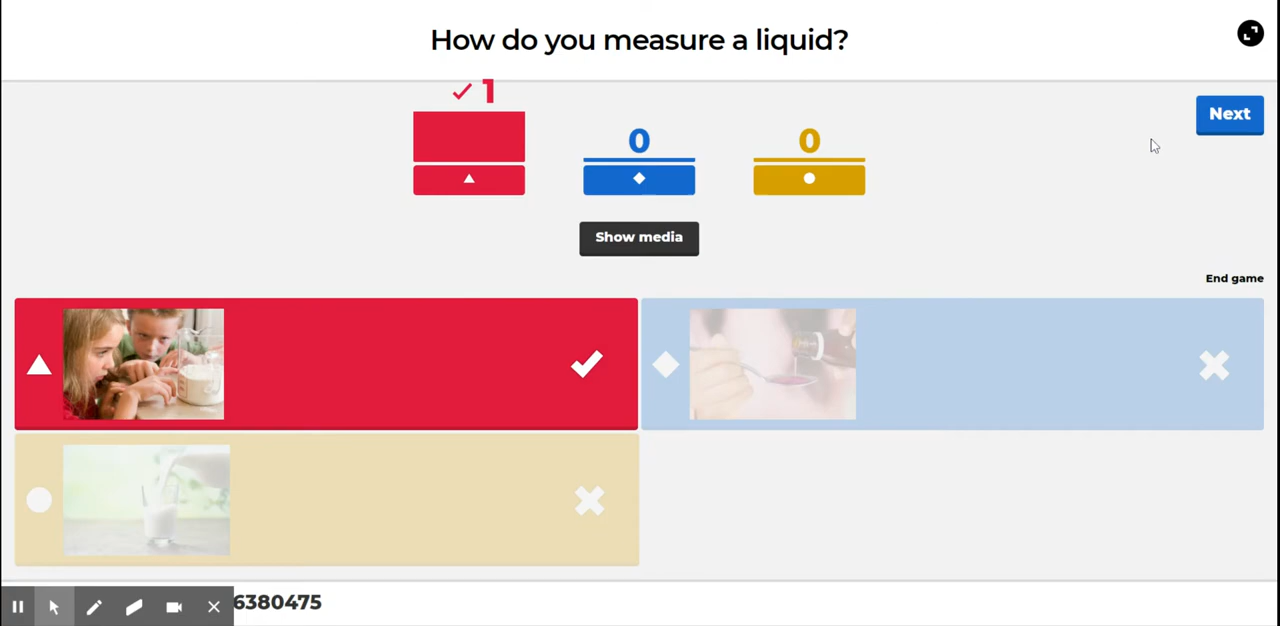 How do you measure a liquid?
1
0
0
Next
Show media
End game
6380475